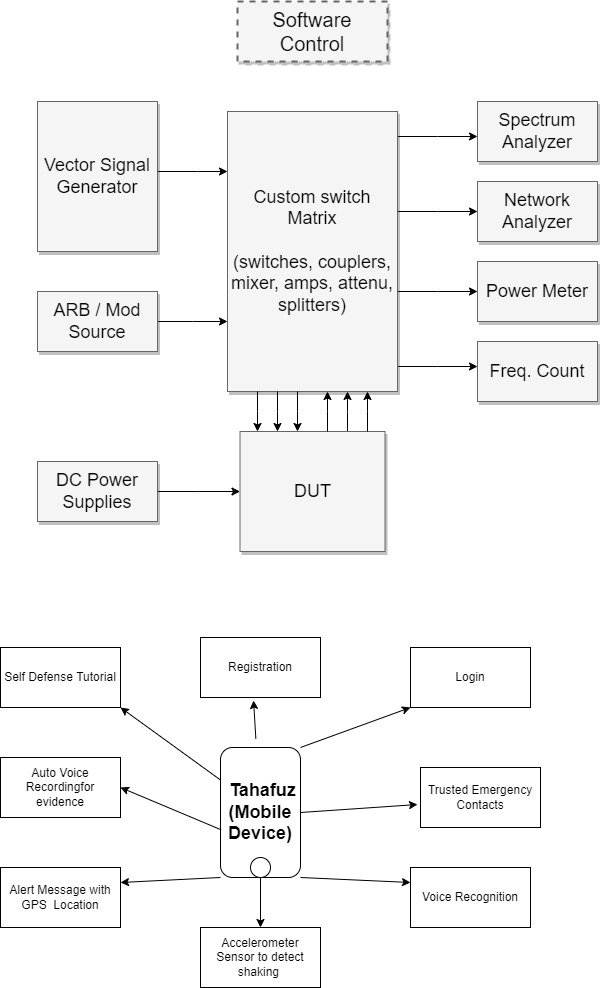 Software
Control
Vector Signal
Generator
Custom switch
Matrix
(switches, couplers,
mixer, amps, attenu,
splitters)
Spectrum
Analyzer
Network
Analyzer
ARB / Mod
Source
Power Meter
Freq. Count
DC Power
Supplies
DUT
Self Defense Tutorial
Registration
Login
Auto Voice
Recordingfor
evidence
Tahafuz
(Mobile
Device)
Trusted Emergency
Contacts
Alert Message with
GPS  Location
Accelerometer
Sensor to detect
shaking
Voice Recognition